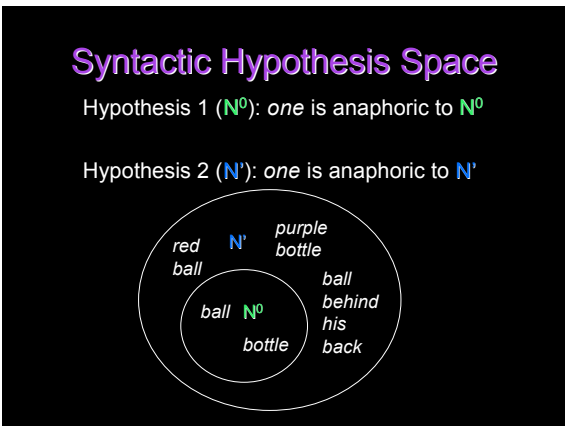 Syntactic Hypothesis Space
Hypothesis 1 (N⁰): one is anaphoric to N⁰
Hypothesis 2 (N'): one is anaphoric to N'
red
ball
N'
purple
bottle
ball
behind
his
back
ball N⁰
bottle